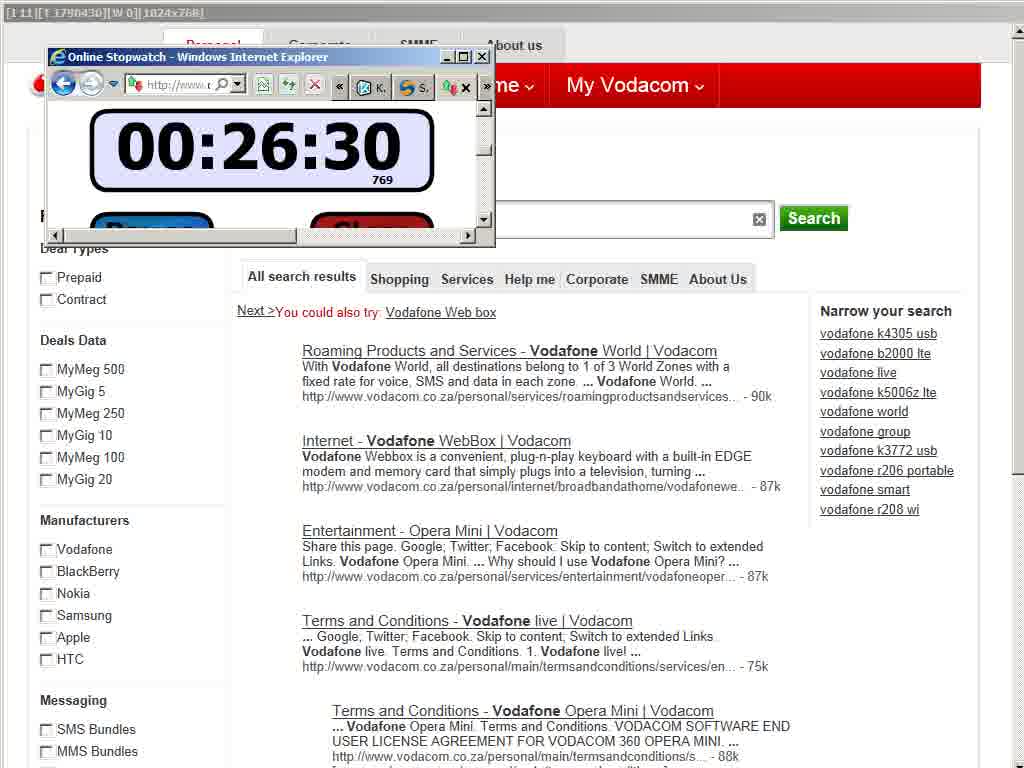 [I 11][T 1790430][W 0][1024x768]
Personal Corporate SMME About us
Online Stopwatch - Windows Internet Explorer
http://www.c
« K. S. »
me My Vodacom
00:26:30
769
Search
Deal Types
Prepaid
Contract
Deals Data
MyMeg 500
MyGig 5
MyMeg 250
MyGig 10
MyMeg 100
MyGig 20
Manufacturers
Vodafone
BlackBerry
Nokia
Samsung
Apple
HTC
Messaging
SMS Bundles
MMS Bundles
All search results Shopping Services Help me Corporate SMME About Us
Next >You could also try: Vodafone Web box
Roaming Products and Services - Vodafone World | Vodacom
With Vodafone World, all destinations belong to 1 of 3 World Zones with a
fixed rate for voice, SMS and data in each zone. ... Vodafone World. ...
http://www.vodacom.co.za/personal/services/roamingproductsandservices... - 90k
Internet - Vodafone WebBox | Vodacom
Vodafone Webbox is a convenient, plug-n-play keyboard with a built-in EDGE
modem and memory card that simply plugs into a television, turning ...
http://www.vodacom.co.za/personal/internet/broadbandathome/vodafonewe... - 87k
Entertainment - Opera Mini | Vodacom
Share this page. Google; Twitter; Facebook. Skip to content; Switch to extended
Links. Vodafone Opera Mini. ... Why should I use Vodafone Opera Mini? ...
http://www.vodacom.co.za/personal/services/entertainment/vodafoneoper... - 87k
Terms and Conditions - Vodafone live | Vodacom
... Google; Twitter; Facebook. Skip to content; Switch to extended Links.
Vodafone live. Terms and Conditions. 1. Vodafone live! ...
http://www.vodacom.co.za/personal/main/termsandconditions/services/en... - 75k
Terms and Conditions - Vodafone Opera Mini | Vodacom
... Vodafone Opera Mini. Terms and Conditions. VODACOM SOFTWARE END
USER LICENSE AGREEMENT FOR VODACOM 360 OPERA MINI. ...
http://www.vodacom.co.za/personal/main/termsandconditions/s... - 88k
Narrow your search
vodafone k4305 usb
vodafone b2000 lte
vodafone live
vodafone k5006z lte
vodafone world
vodafone group
vodafone k3772 usb
vodafone r206 portable
vodafone smart
vodafone r208 wi